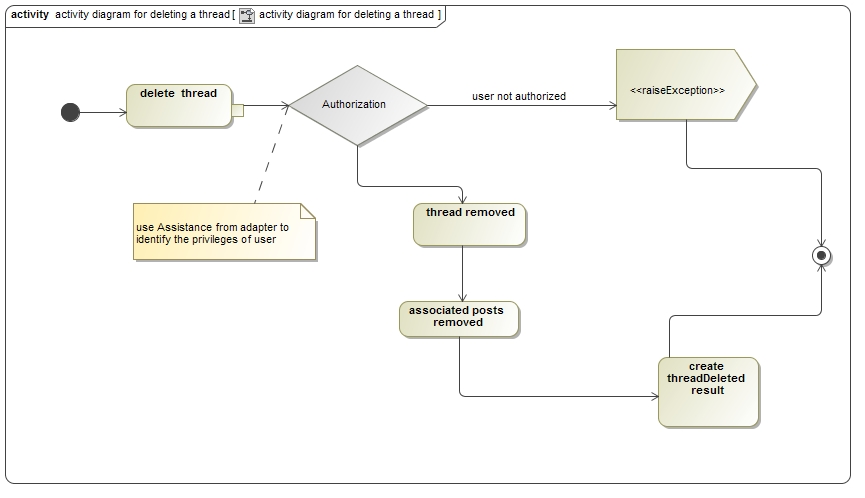 activity activity diagram for deleting a thread [ activity diagram for deleting a thread ]
delete thread
Authorization
user not authorized
<<raiseException>>
use Assistance from adapter to
identify the privileges of user
thread removed
associated posts
removed
create
threadDeleted
result